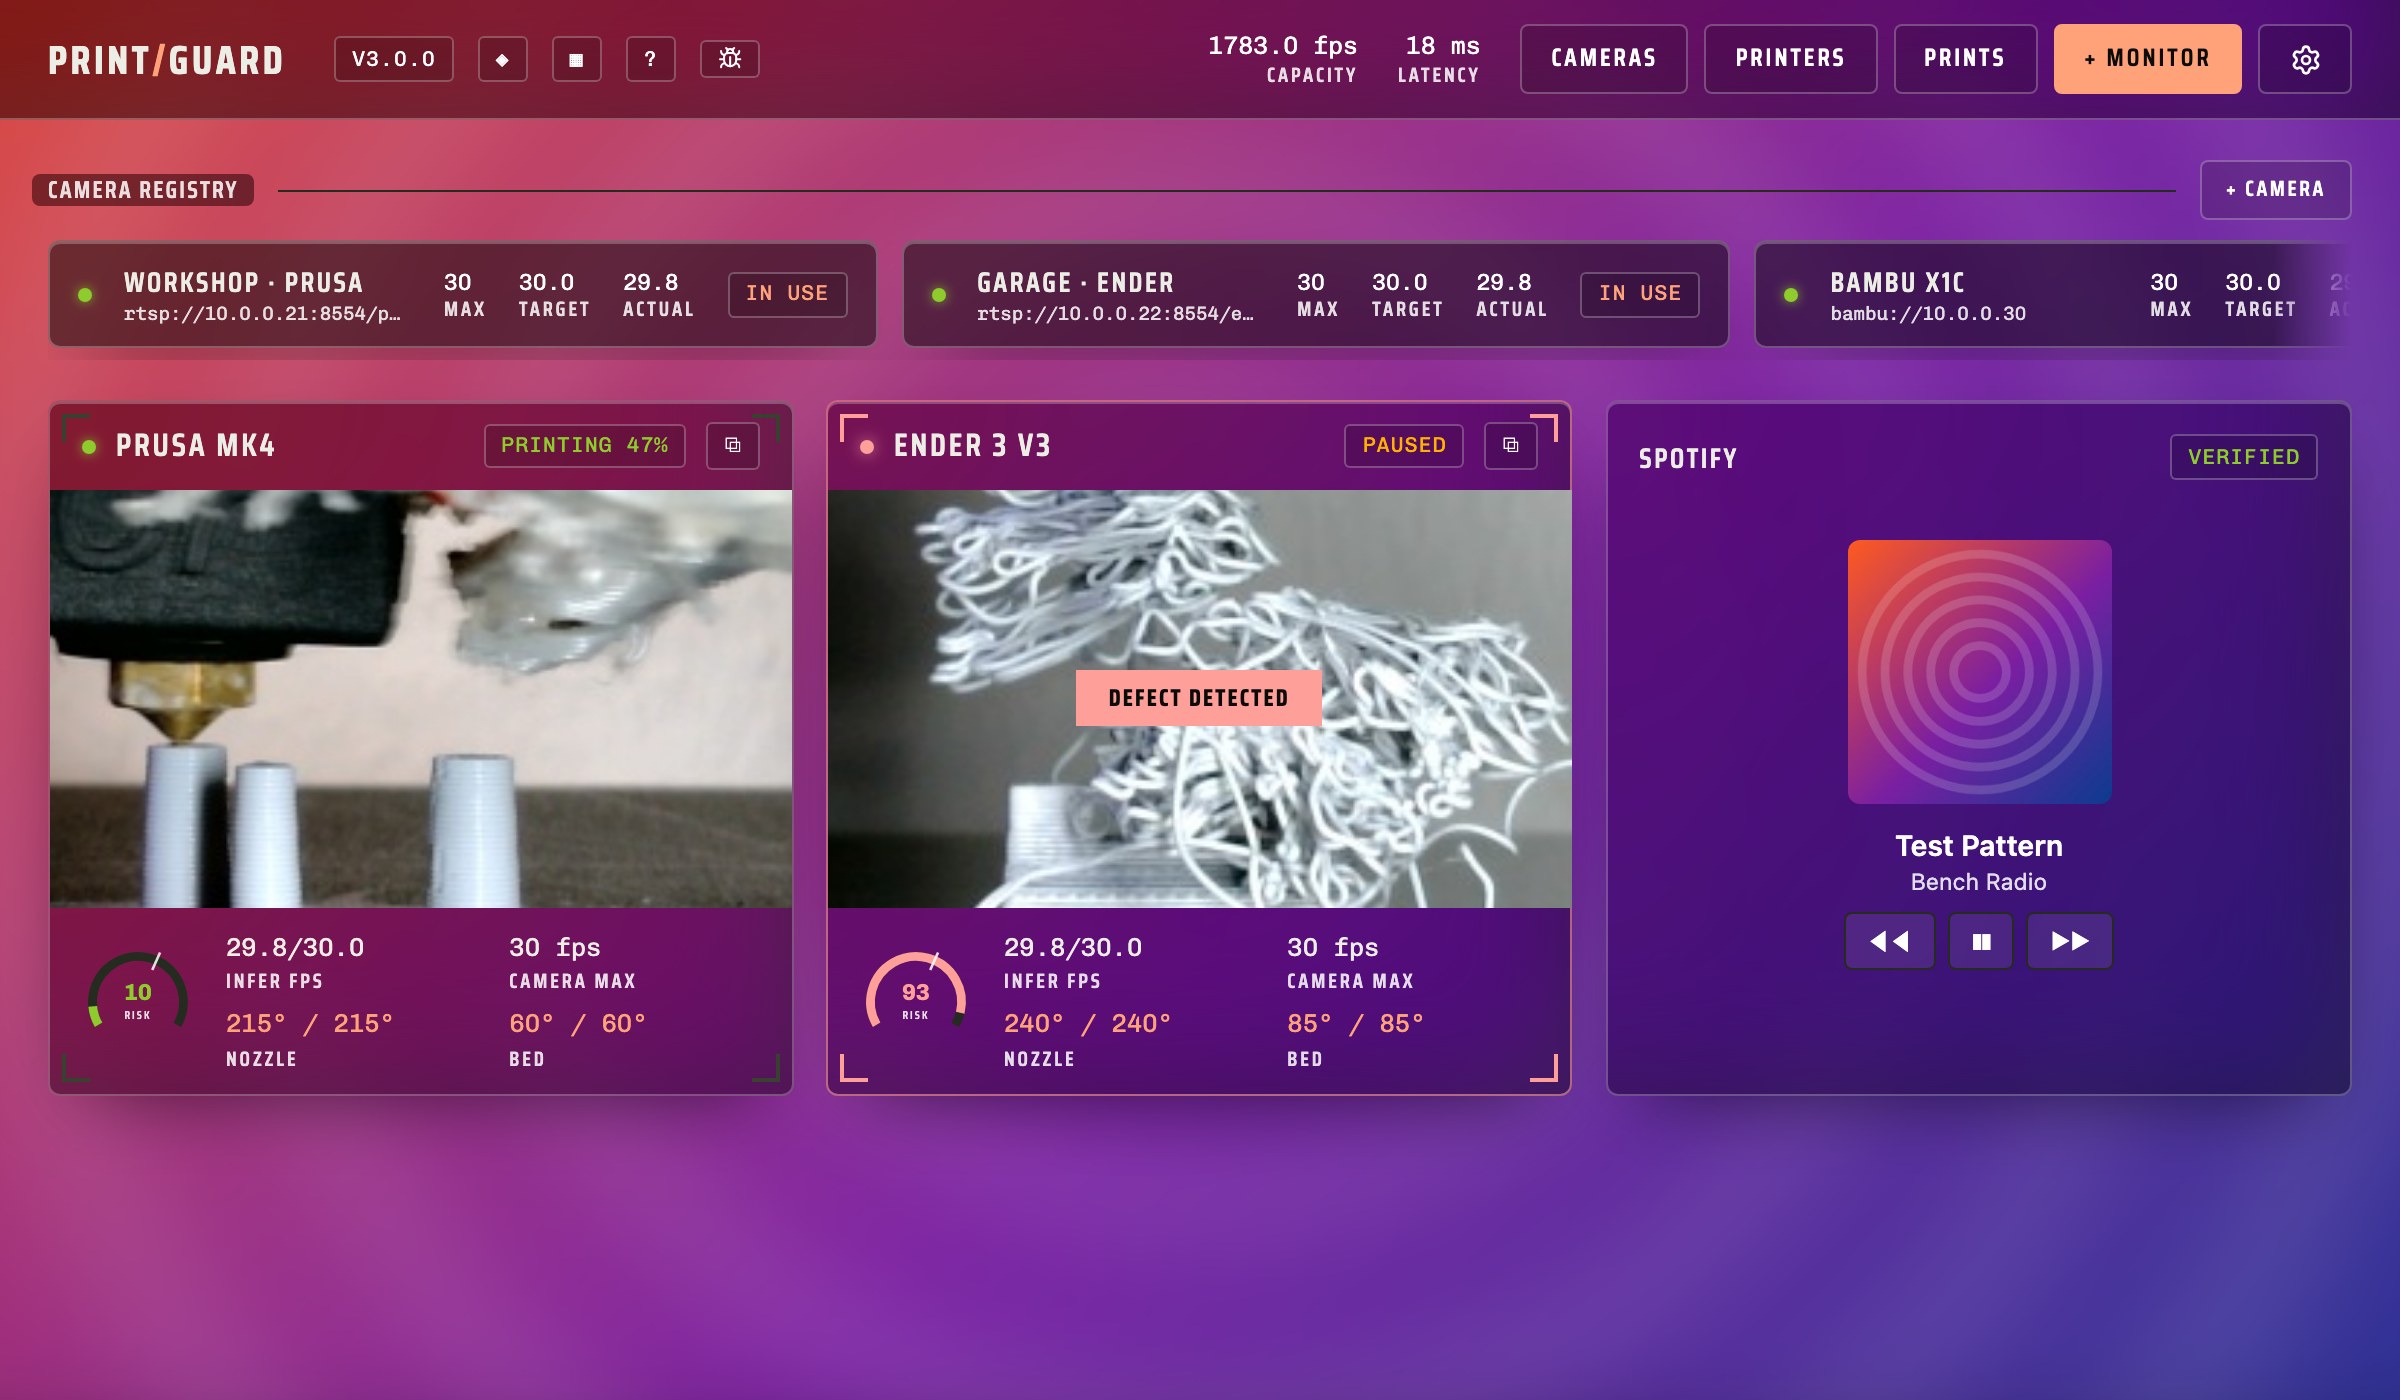 PRINT/GUARD
V3.0.0
?
1783.0 fps
CAPACITY
18 ms
LATENCY
CAMERAS
PRINTERS
PRINTS
+ MONITOR
CAMERA REGISTRY
+ CAMERA
WORKSHOP · PRUSA
rtsp://10.0.0.21:8554/p…
30
MAX
30.0
TARGET
29.8
ACTUAL
IN USE
GARAGE · ENDER
rtsp://10.0.0.22:8554/e…
30
MAX
30.0
TARGET
29.8
ACTUAL
IN USE
BAMBU X1C
bambu://10.0.0.30
30
MAX
30.0
TARGET
PRUSA MK4
PRINTING 47%
10
RISK
29.8/30.0
INFER FPS
30 fps
CAMERA MAX
215° / 215°
NOZZLE
60° / 60°
BED
ENDER 3 V3
PAUSED
DEFECT DETECTED
93
RISK
29.8/30.0
INFER FPS
30 fps
CAMERA MAX
240° / 240°
NOZZLE
85° / 85°
BED
SPOTIFY
VERIFIED
Test Pattern
Bench Radio